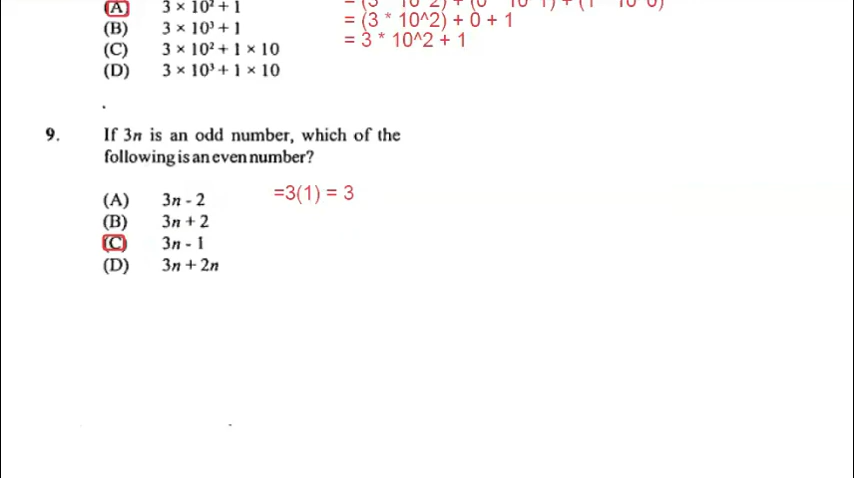 (A) 3 × 10² + 1
(B) 3 × 10³ + 1
= (3 * 10^2) + 0 + 1
(C) 3 × 10² + 1 × 10
= 3 * 10^2 + 1
(D) 3 × 10³ + 1 × 10
9. If 3n is an odd number, which of the
following is an even number?
(A) 3n - 2
=3(1) = 3
(B) 3n + 2
(C) 3n - 1
(D) 3n + 2n